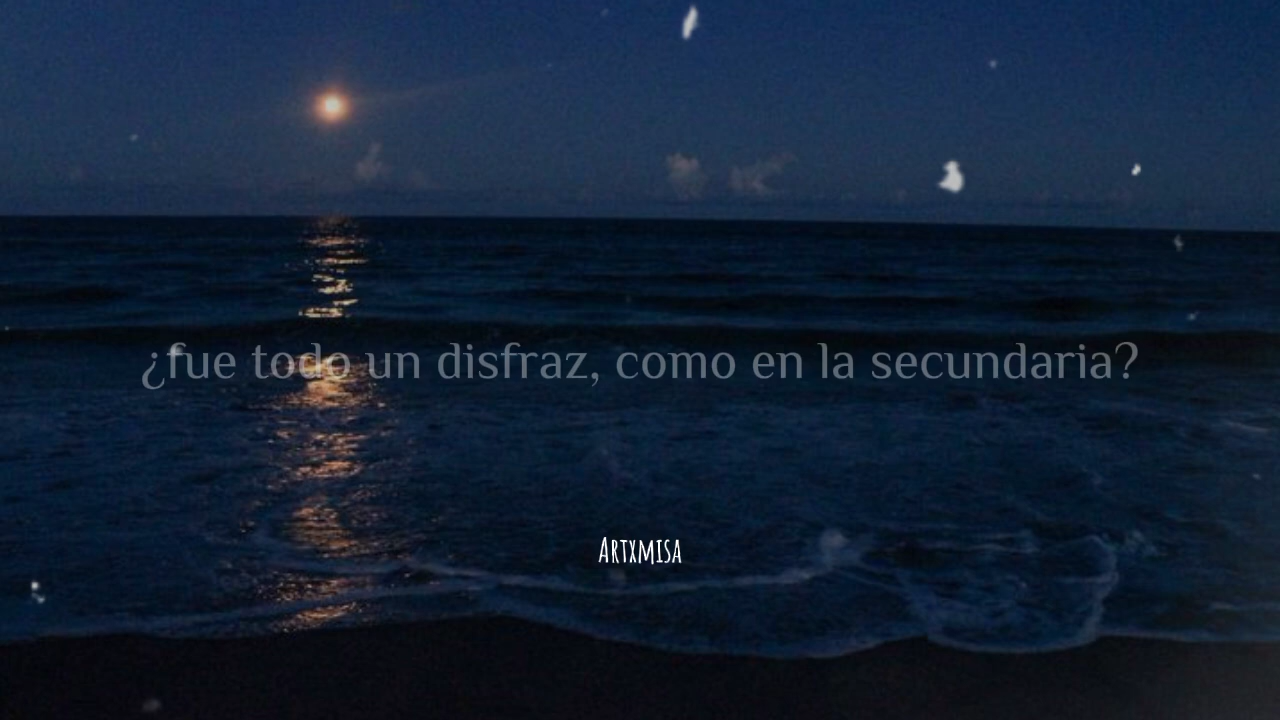 ¿fue todo un disfraz, como en la secundaria?
Artxmisa